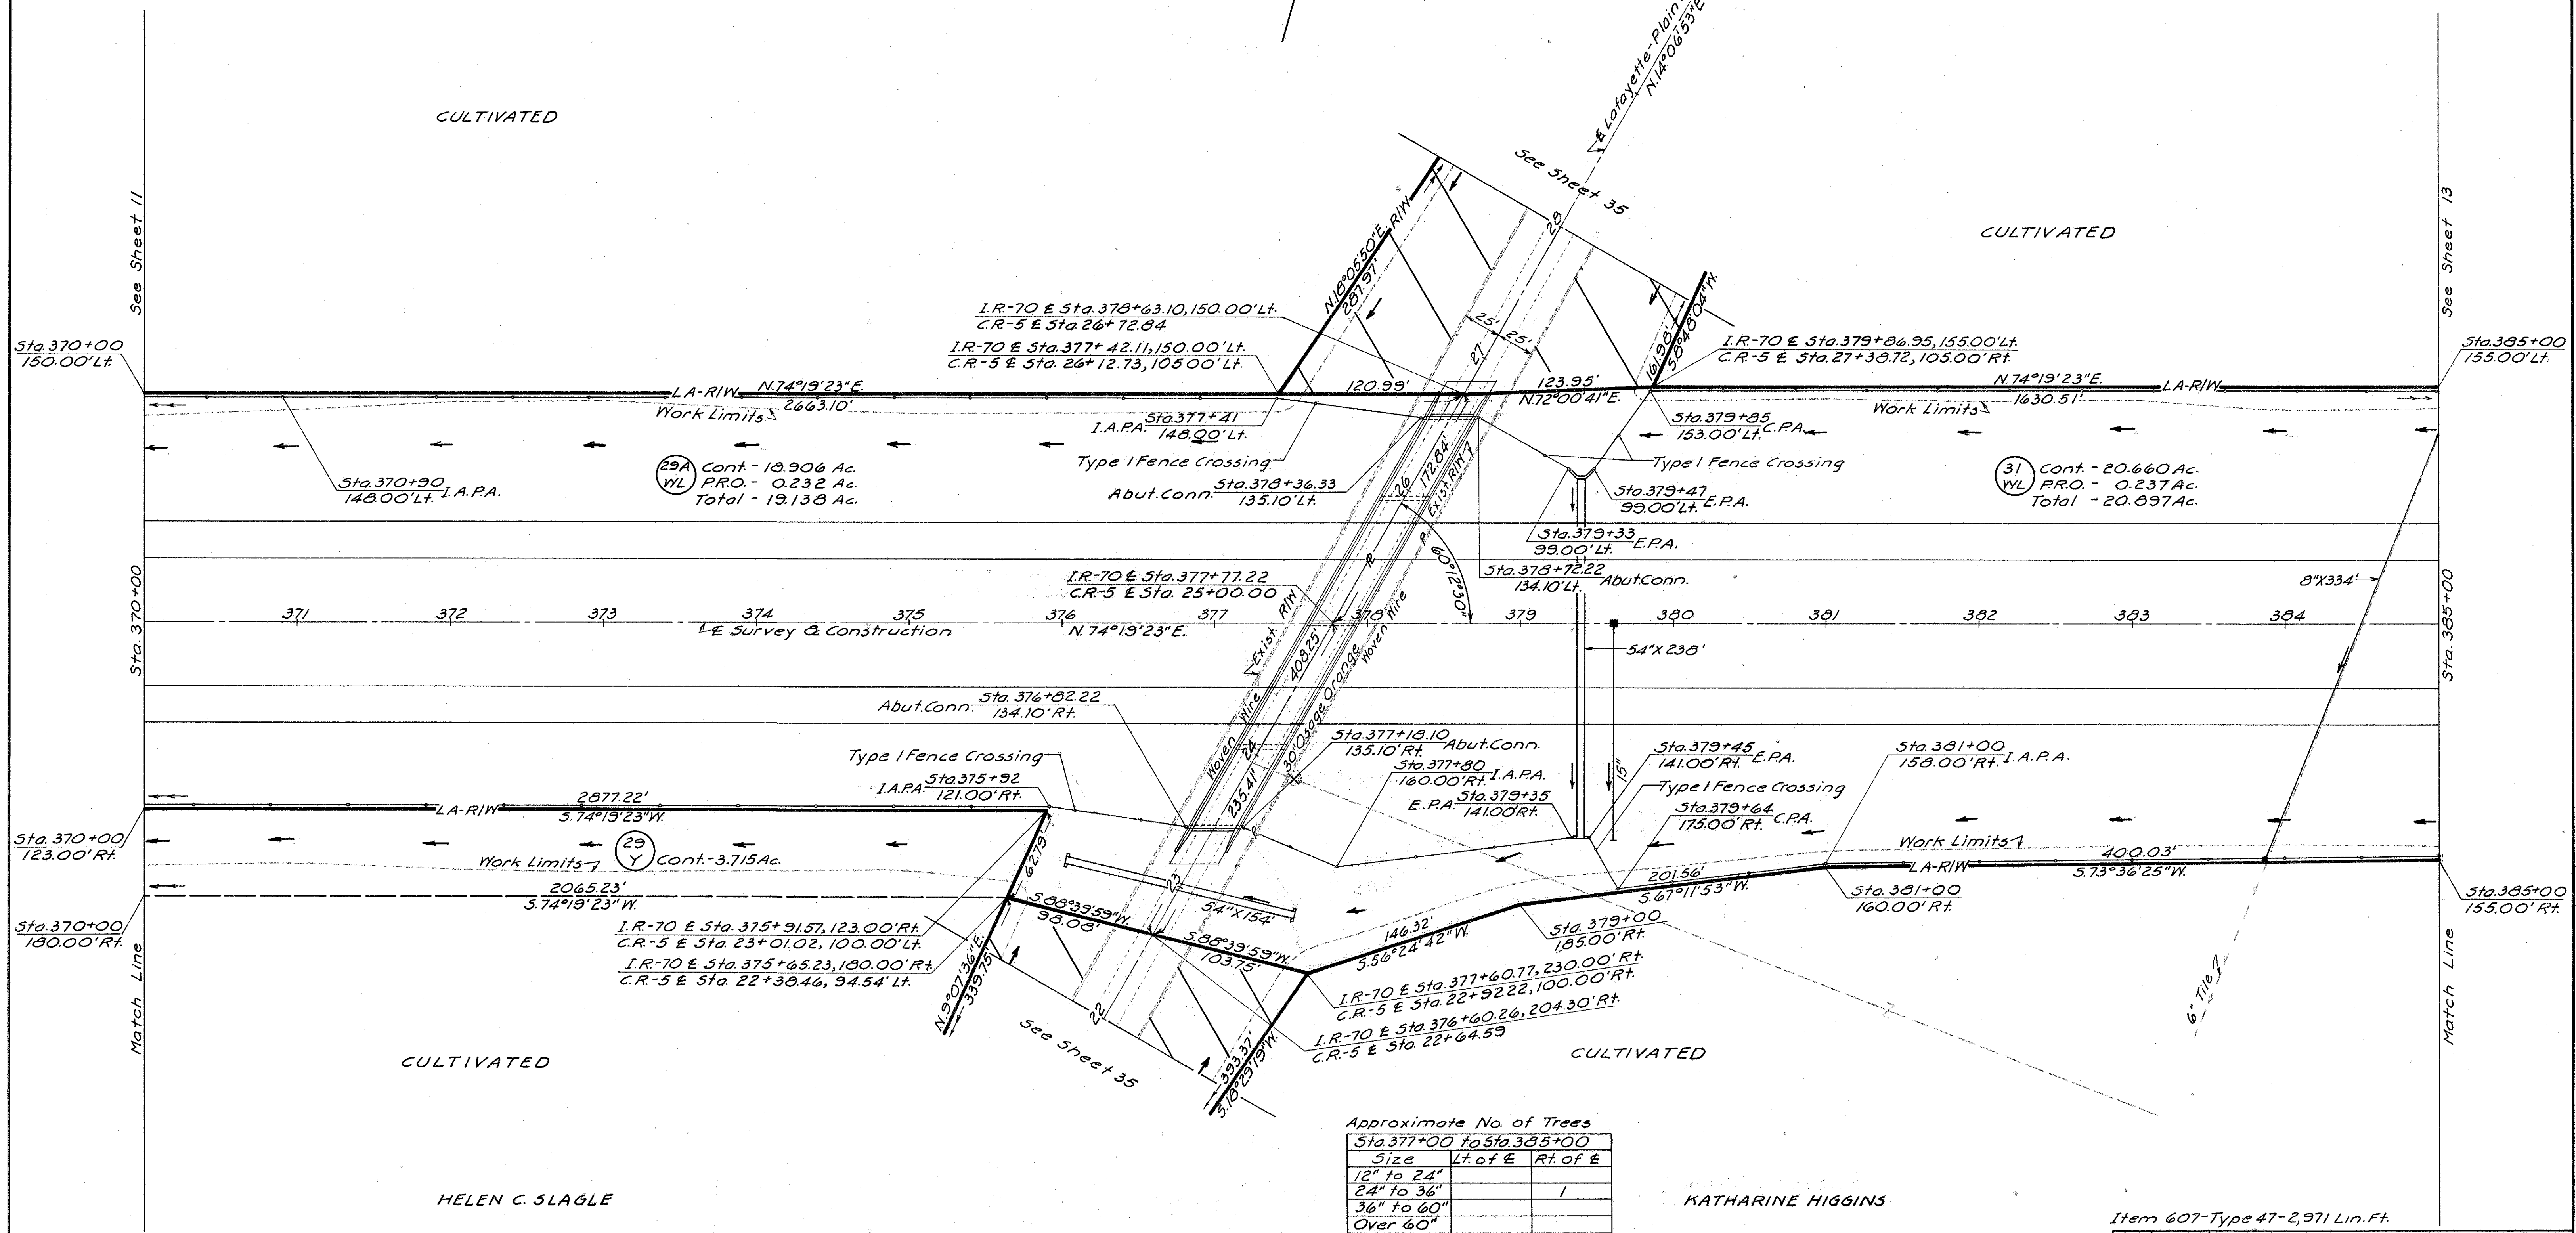 ℄ Lafayette-Plain
N.14°06'53"E.
CULTIVATED
See Sheet 11
See Sheet 35
28
CULTIVATED
See Sheet 13
N.18°05'50"E. R/W
287.97'
I.R-70 ℄ Sta. 378+63.10, 150.00' Lt.
C.R-5 ℄ Sta. 26+72.84
I.R-70 ℄ Sta. 377+42.11, 150.00' Lt.
C.R-5 ℄ Sta. 26+12.73, 105.00' Lt.
25'
25'
27
161.98'
S.8°48'04"W.
I.R-70 ℄ Sta. 379+86.95, 155.00' Lt.
C.R-5 ℄ Sta. 27+38.72, 105.00' Rt.
Sta. 370+00
150.00' Lt.
Sta. 385+00
155.00' Lt.
LA-R/W
N.74°19'23"E.
2663.10'
Work Limits
120.99'
123.95'
N.72°00'41"E.
N.74°19'23"E.
LA-R/W
1630.51'
Work Limits
I.A.P.A. Sta. 377+41
148.00' Lt.
Sta. 379+85
153.00' Lt. C.P.A.
Type 1 Fence Crossing
Type 1 Fence Crossing
Sta. 370+90
148.00' Lt. I.A.P.A.
29A
WL
Cont. - 18.906 Ac.
P.R.O. - 0.232 Ac.
Total - 19.138 Ac.
Abut. Conn. Sta. 378+36.33
135.10' Lt.
26
172.84'
Exist. R/W
Sta. 379+47
99.00' Lt. E.P.A.
31
WL
Cont. - 20.660 Ac.
P.R.O. - 0.237 Ac.
Total - 20.897 Ac.
Sta. 379+33
99.00' Lt. E.P.A.
Sta. 378+72.22
134.10' Lt. Abut. Conn.
60°12'30"
8"X334'
I.R-70 ℄ Sta. 377+77.22
C.R-5 ℄ Sta. 25+00.00
Sta. 370+00
Sta. 385+00
371 372 373 374 375 376 377 378 379 380 381 382 383 384
℄ Survey & Construction
N.74°19'23"E.
Exist. R/W
408.25'
Woven Wire
54"X238'
Abut. Conn. Sta. 376+82.22
134.10' Rt.
Woven Wire
24
30' Osage Orange
235.41'
Sta. 377+18.10
135.10' Rt. Abut. Conn.
Type 1 Fence Crossing
I.A.P.A. Sta. 375+92
121.00' Rt.
Sta. 377+80
160.00' Rt. I.A.P.A.
E.P.A. Sta. 379+35
141.00' Rt.
15"
Sta. 379+45
141.00' Rt. E.P.A.
Type 1 Fence Crossing
Sta. 379+64
175.00' Rt. C.P.A.
Sta. 381+00
158.00' Rt. I.A.P.A.
LA-R/W
2877.22'
S.74°19'23"W.
Sta. 370+00
123.00' Rt.
Work Limits
29
Y
Cont. - 3.715 Ac.
62.79'
Work Limits
LA-R/W
400.03'
S.73°36'25"W.
2065.23'
S.74°19'23"W.
201.56'
S.67°11'53"W.
Sta. 381+00
160.00' Rt.
Sta. 385+00
155.00' Rt.
Sta. 370+00
180.00' Rt.
S.88°39'59"W.
98.08'
23
54"X154'
S.88°39'59"W.
103.75'
146.32'
S.56°24'42"W.
Sta. 379+00
185.00' Rt.
I.R-70 ℄ Sta. 375+91.57, 123.00' Rt.
C.R-5 ℄ Sta. 23+01.02, 100.00' Lt.
I.R-70 ℄ Sta. 375+65.23, 180.00' Rt.
C.R-5 ℄ Sta. 22+38.46, 94.54' Lt.
I.R-70 ℄ Sta. 377+60.77, 230.00' Rt.
C.R-5 ℄ Sta. 22+92.22, 100.00' Rt.
I.R-70 ℄ Sta. 376+60.26, 204.30' Rt.
C.R-5 ℄ Sta. 22+64.59
Match Line
N.9°07'36"E.
339.75'
22
See Sheet 35
393.37'
S.18°29'19"W.
6" Tile
Match Line
CULTIVATED
CULTIVATED
Approximate No. of Trees
Sta. 377+00 to Sta. 385+00
Size Lt. of ℄ Rt. of ℄
12" to 24"
24" to 36" 1
36" to 60"
Over 60"
HELEN C. SLAGLE
KATHARINE HIGGINS
Item 607-Type 47-2,971 Lin. Ft.